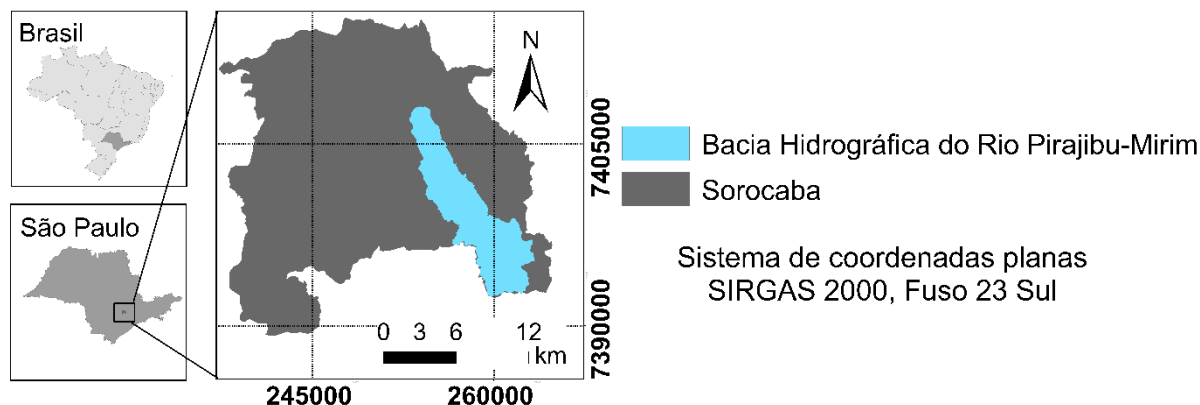 Brasil
São Paulo
N
7405000
7390000
0 3 6 12
km
245000 260000
Bacia Hidrográfica do Rio Pirajibu-Mirim
Sorocaba
Sistema de coordenadas planas
SIRGAS 2000, Fuso 23 Sul